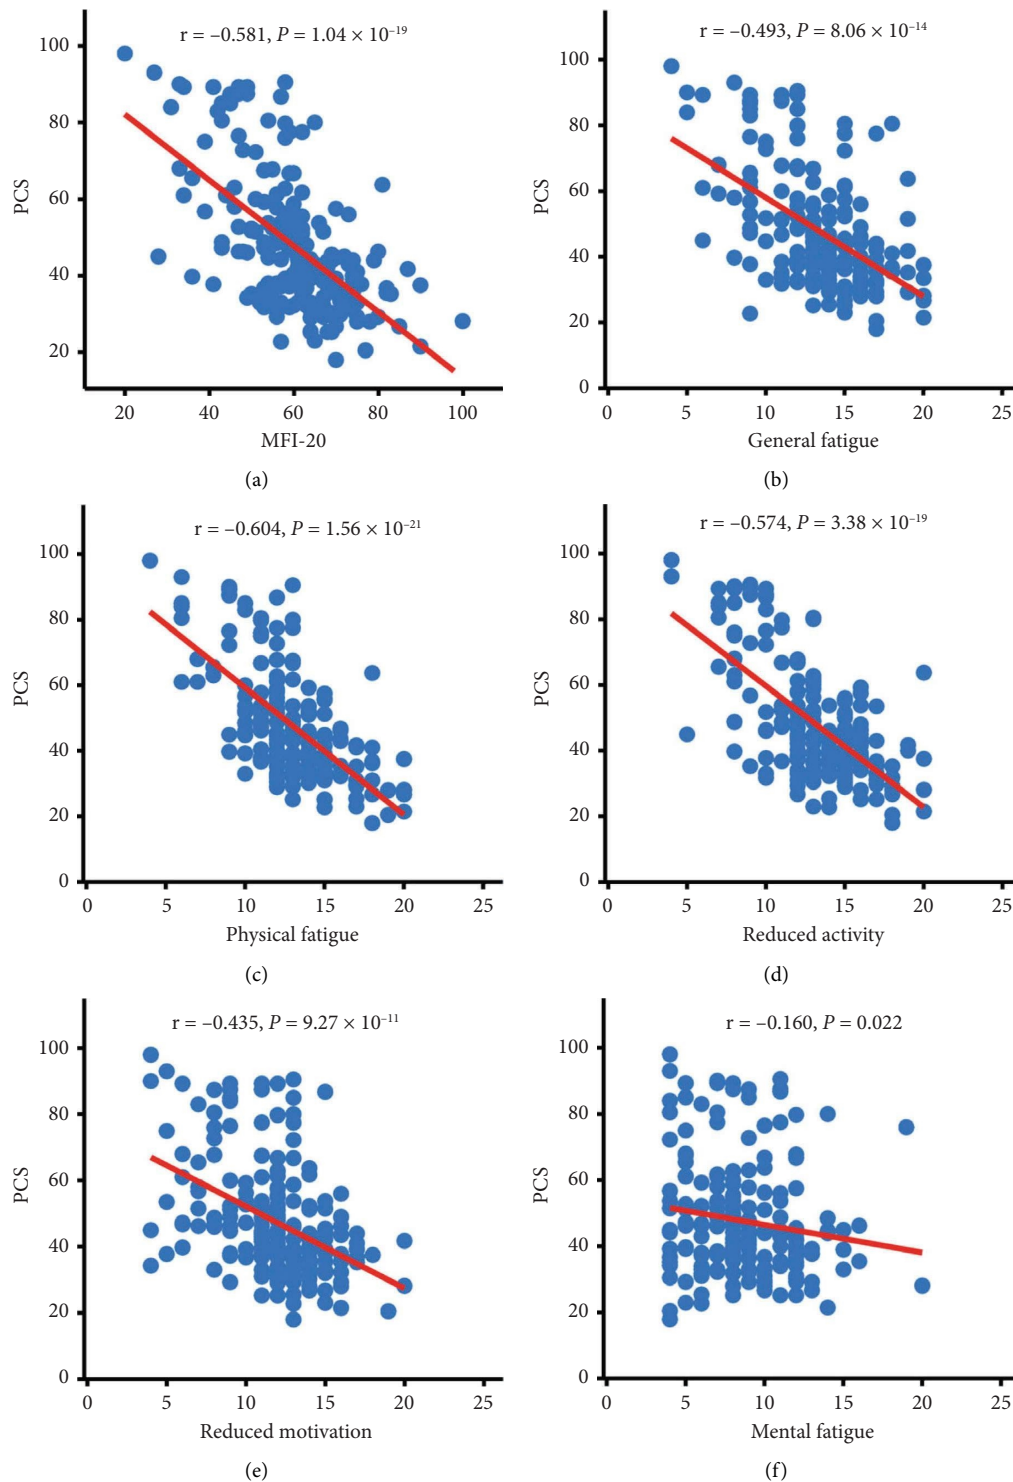 r = –0.581, P = 1.04 × 10⁻¹⁹
100
80
60
40
20
PCS
20 40 60 80 100
MFI-20
(a)
r = –0.493, P = 8.06 × 10⁻¹⁴
100
80
60
40
20
0
PCS
0 5 10 15 20 25
General fatigue
(b)
r = –0.604, P = 1.56 × 10⁻²¹
100
80
60
40
20
0
PCS
0 5 10 15 20 25
Physical fatigue
(c)
r = –0.574, P = 3.38 × 10⁻¹⁹
100
80
60
40
20
0
PCS
0 5 10 15 20 25
Reduced activity
(d)
r = –0.435, P = 9.27 × 10⁻¹¹
100
80
60
40
20
0
PCS
0 5 10 15 20 25
Reduced motivation
(e)
r = –0.160, P = 0.022
100
80
60
40
20
0
PCS
0 5 10 15 20 25
Mental fatigue
(f)